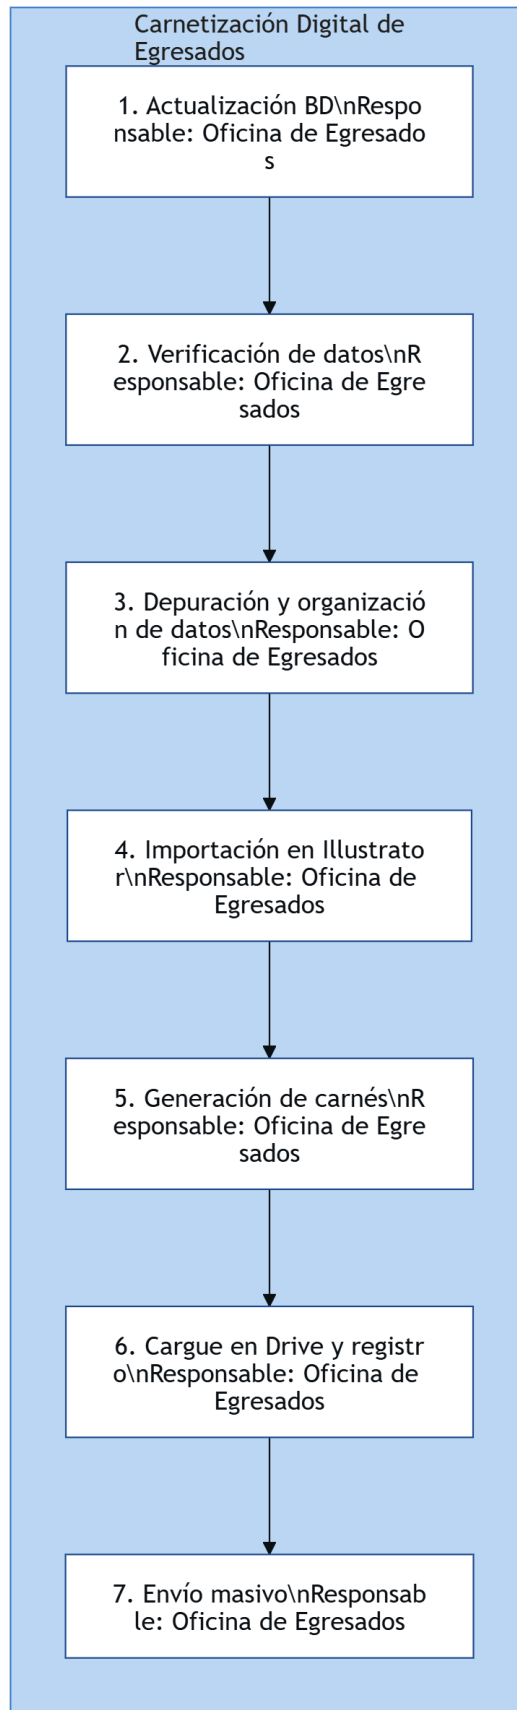 Carnetización Digital de
Egresados
1. Actualización BD\nRespo
nsable: Oficina de Egresado
s
2. Verificación de datos\nR
esponsable: Oficina de Egre
sados
3. Depuración y organizació
n de datos\nResponsable: O
ficina de Egresados
4. Importación en Illustrato
r\nResponsable: Oficina de
Egresados
5. Generación de carnés\nR
esponsable: Oficina de Egre
sados
6. Cargue en Drive y registr
o\nResponsable: Oficina de
Egresados
7. Envío masivo\nResponsab
le: Oficina de Egresados